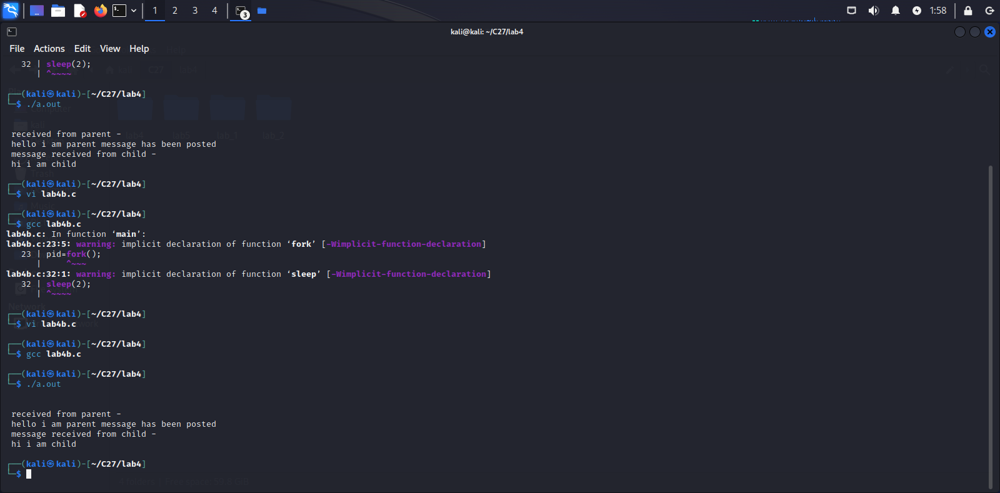 1 2 3 4 3 1:58
kali@kali: ~/C27/lab4
File Actions Edit View Help
32 | sleep(2);
| ^~~~~
┌──(kali㉿kali)-[~/C27/lab4]
└─$ ./a.out
received from parent -
hello i am parent message has been posted
message received from child -
hi i am child
┌──(kali㉿kali)-[~/C27/lab4]
└─$ vi lab4b.c
┌──(kali㉿kali)-[~/C27/lab4]
└─$ gcc lab4b.c
lab4b.c: In function ‘main’:
lab4b.c:23:5: warning: implicit declaration of function ‘fork’ [-Wimplicit-function-declaration]
23 | pid=fork();
| ^~~~
lab4b.c:32:1: warning: implicit declaration of function ‘sleep’ [-Wimplicit-function-declaration]
32 | sleep(2);
| ^~~~~
┌──(kali㉿kali)-[~/C27/lab4]
└─$ vi lab4b.c
┌──(kali㉿kali)-[~/C27/lab4]
└─$ gcc lab4b.c
┌──(kali㉿kali)-[~/C27/lab4]
└─$ ./a.out
received from parent -
hello i am parent message has been posted
message received from child -
hi i am child
┌──(kali㉿kali)-[~/C27/lab4]
└─$